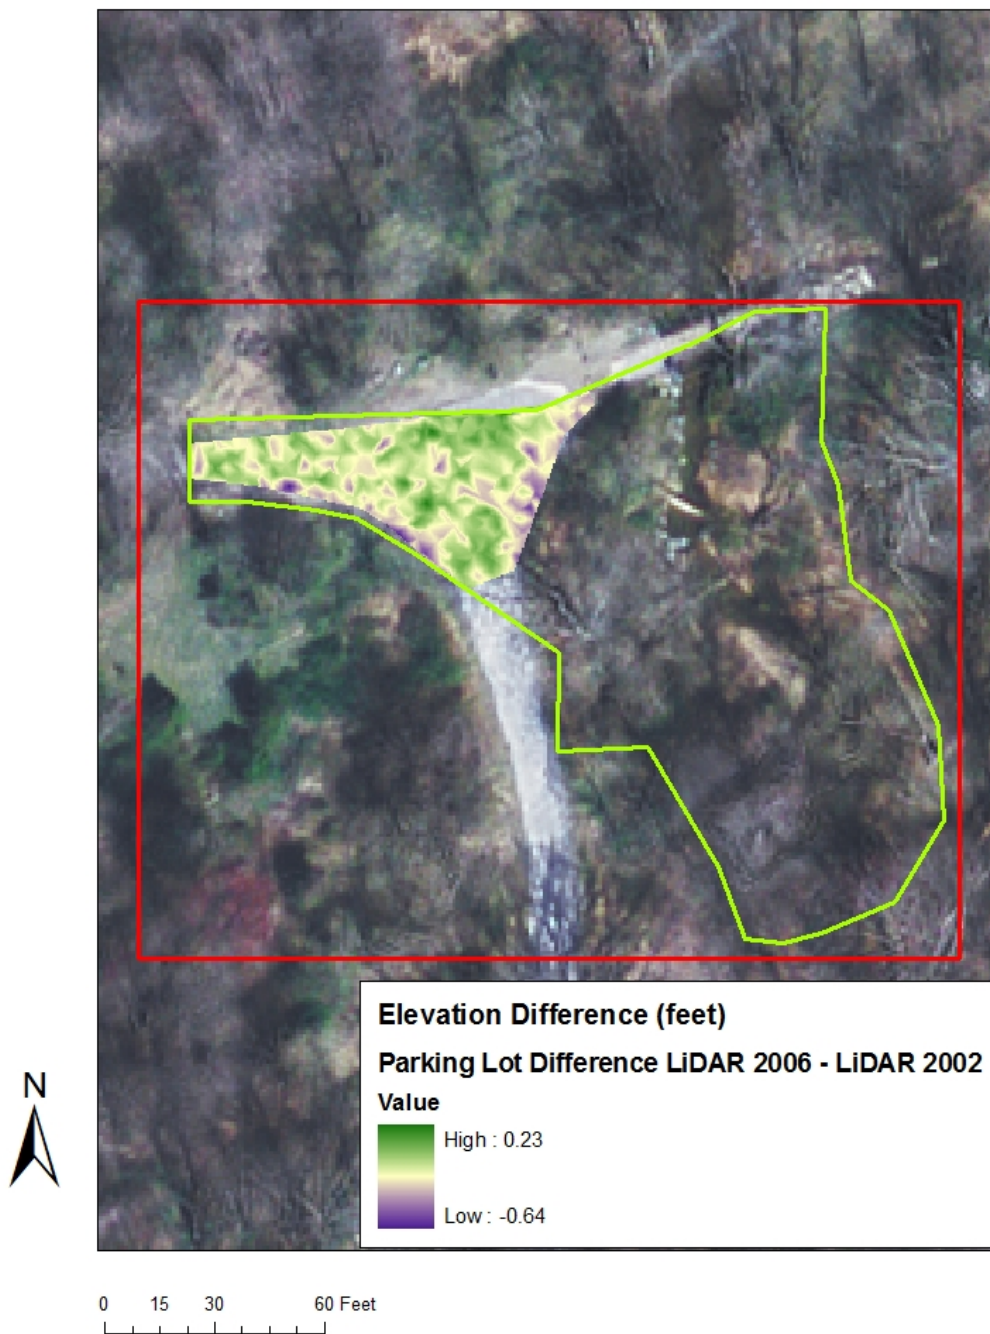 Elevation Difference (feet)
Parking Lot Difference LiDAR 2006 - LiDAR 2002
Value
High : 0.23
Low : -0.64
N
0 15 30 60 Feet